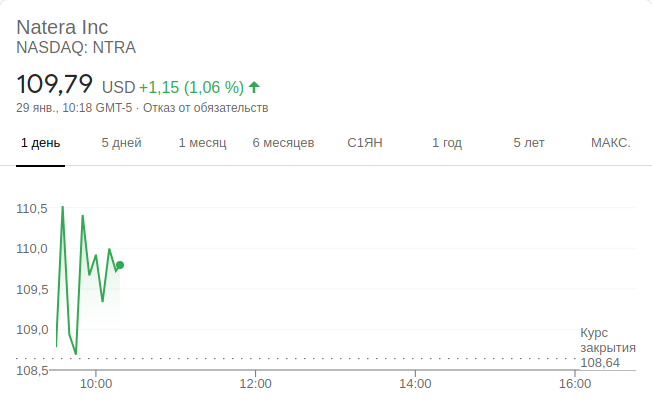 Natera Inc
NASDAQ: NTRA
109,79 USD +1,15 (1,06 %)
29 янв., 10:18 GMT-5 · Отказ от обязательств
1 день 5 дней 1 месяц 6 месяцев С1ЯН 1 год 5 лет МАКС.
110,5
110,0
109,5
109,0
108,5
Курс
закрытия
108,64
10:00 12:00 14:00 16:00